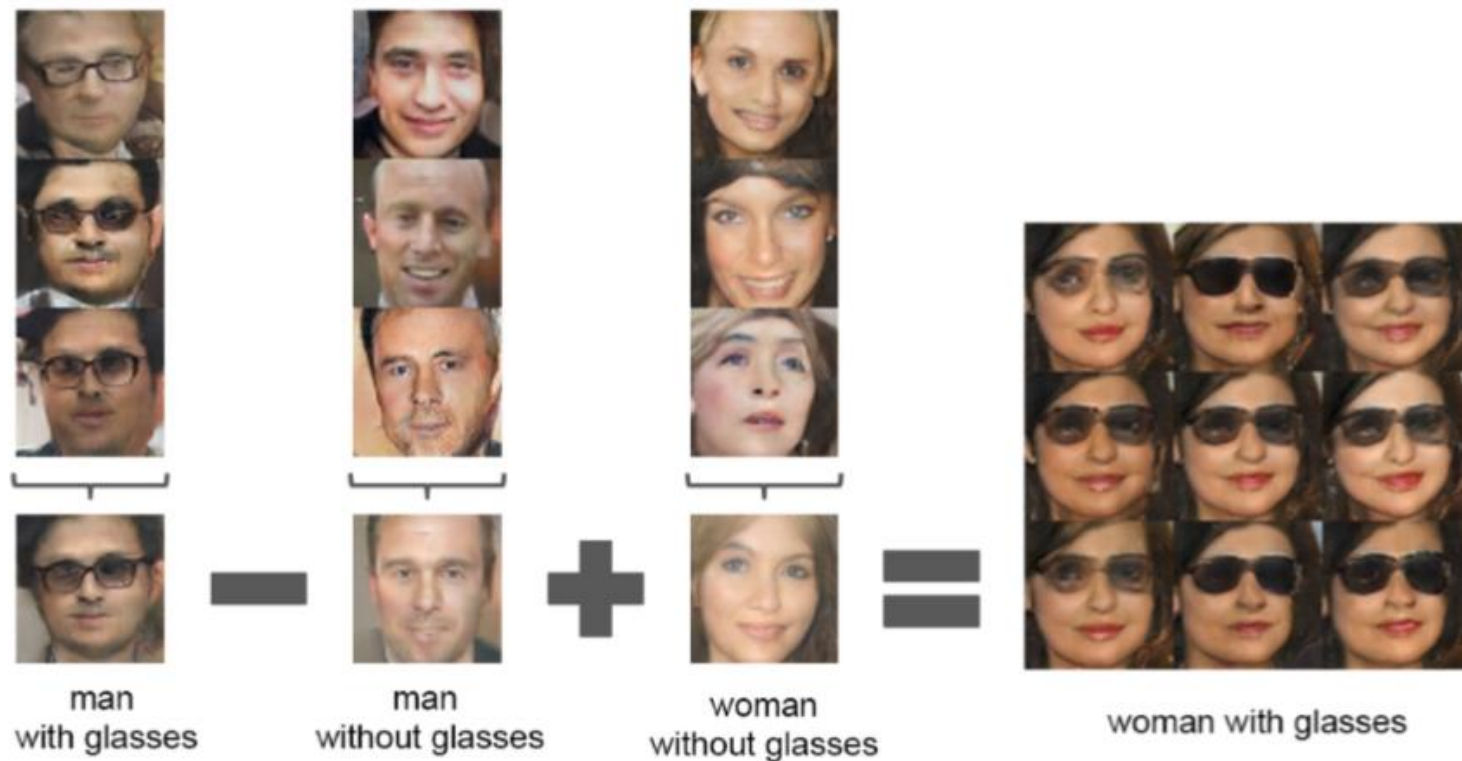 man
with glasses
man
without glasses
woman
without glasses
woman with glasses